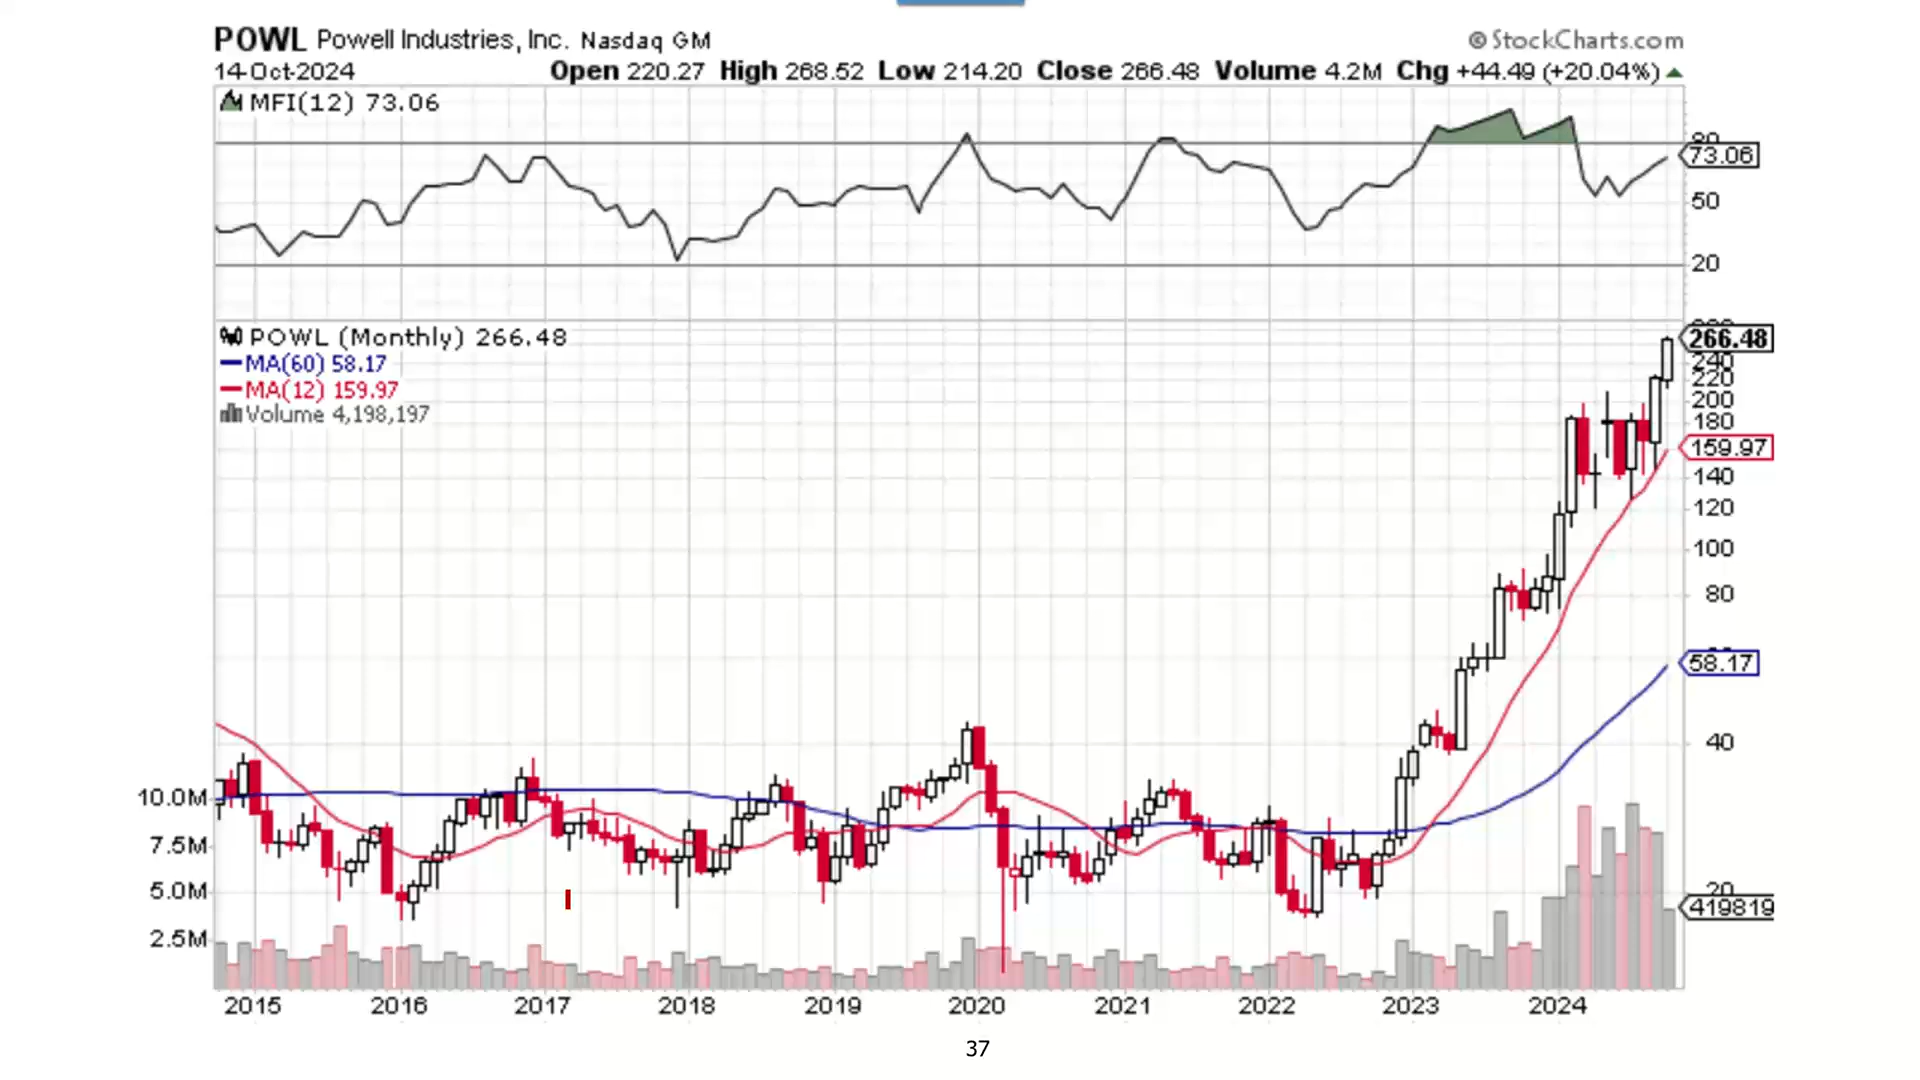 POWL Powell Industries, Inc. Nasdaq GM
© StockCharts.com
14-Oct-2024
Open 220.27 High 268.52 Low 214.20 Close 266.48 Volume 4.2M Chg +44.49 (+20.04%)
MFI(12) 73.06
80
73.06
50
20
POWL (Monthly) 266.48
266.48
MA(60) 58.17
240
220
MA(12) 159.97
200
Volume 4,198,197
180
159.97
140
120
100
80
58.17
40
10.0M
7.5M
5.0M
20
419819
2.5M
2015 2016 2017 2018 2019 2020 2021 2022 2023 2024
37